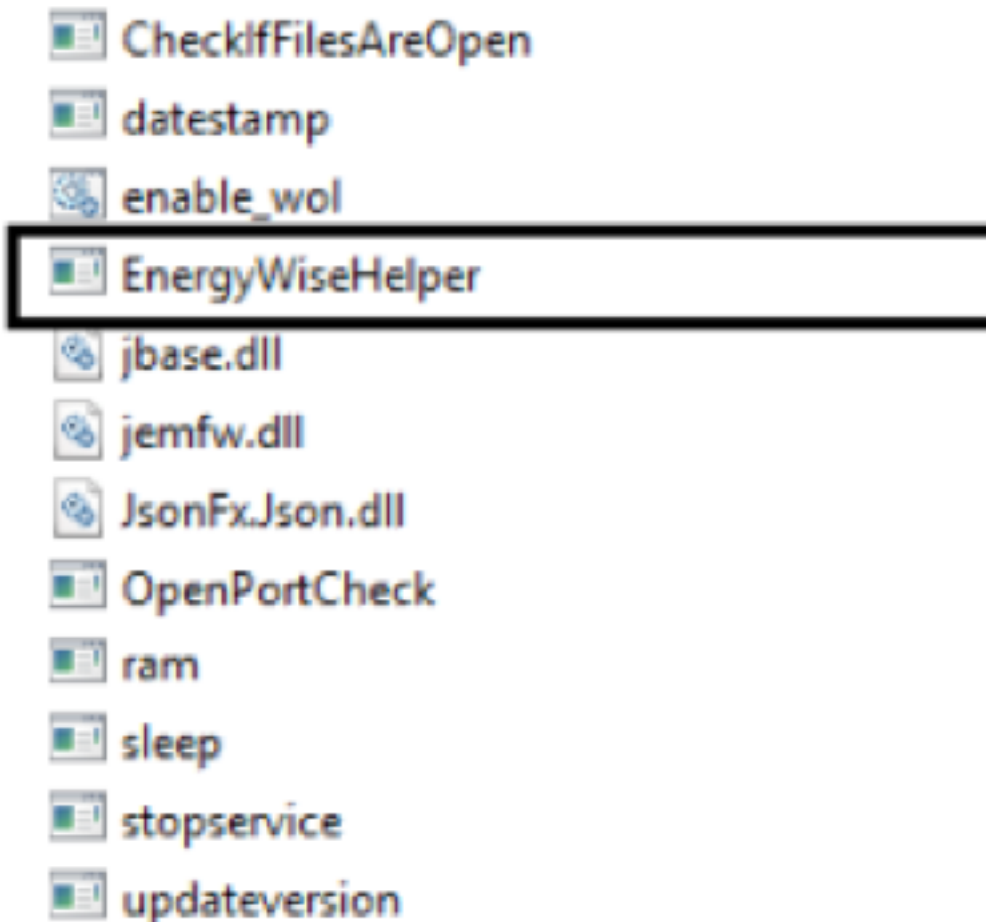 CheckIfFilesAreOpen
datestamp
enable_wol
EnergyWiseHelper
jbase.dll
jemfw.dll
JsonFx.Json.dll
OpenPortCheck
ram
sleep
stopservice
updateversion